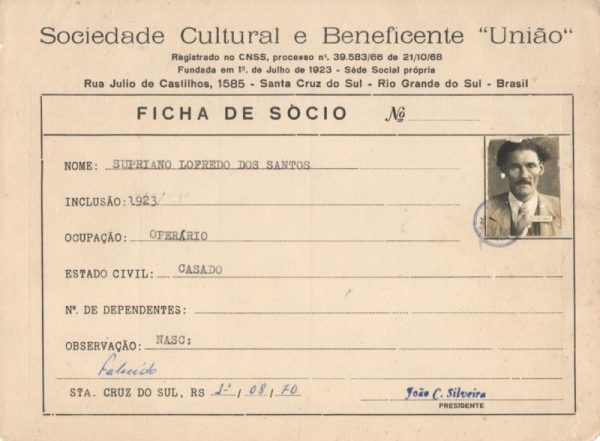 Sociedade Cultural e Beneficente "União"
Registrado no CNSS, processo nº. 39.583/66 de 21/10/68
Fundada em 1º. de Julho de 1923 - Séde Social própria
Rua Julio de Castilhos, 1585 - Santa Cruz do Sul - Rio Grande do Sul - Brasil
FICHA DE SÓCIO Nº
NOME: SUPRIANO LOFREDO DOS SANTOS
INCLUSÃO: 1923/
OCUPAÇÃO: OPERÁRIO
ESTADO CIVIL: CASADO
Nº. DE DEPENDENTES:
OBSERVAÇÃO: NASC:
Falecido
STA. CRUZ DO SUL, RS 1º / 08 / 70
João C. Silveira
PRESIDENTE